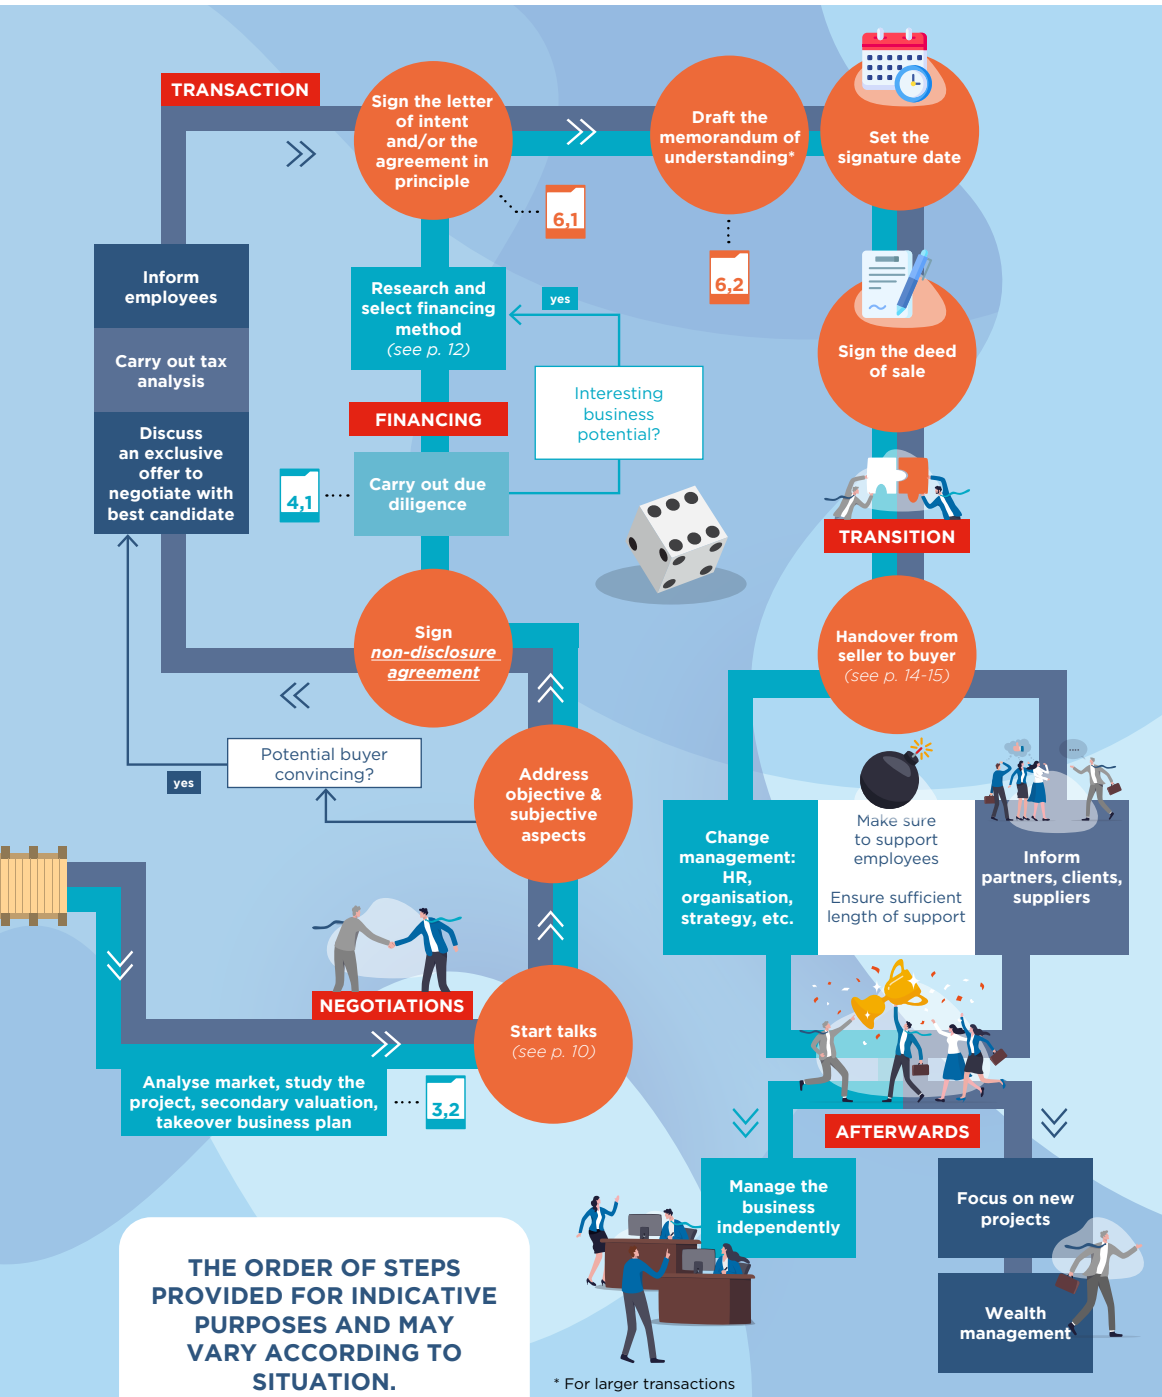 TRANSACTION
Sign the letter
of intent
and/or the
agreement in
principle
Draft the
memorandum of
understanding*
Set the
signature date
6,1
6,2
Inform
employees
Carry out tax
analysis
Discuss
an exclusive
offer to
negotiate with
best candidate
Research and
select financing
method
(see p. 12)
yes
Interesting
business
potential?
FINANCING
Carry out due
diligence
4,1
Sign the deed
of sale
TRANSITION
Sign
non-disclosure
agreement
Handover from
seller to buyer
(see p. 14-15)
Potential buyer
convincing?
yes
Address
objective &
subjective
aspects
Change
management:
HR,
organisation,
strategy, etc.
Make sure
to support
employees
Ensure sufficient
length of support
Inform
partners, clients,
suppliers
NEGOTIATIONS
Start talks
(see p. 10)
Analyse market, study the
project, secondary valuation,
takeover business plan
3,2
AFTERWARDS
Manage the
business
independently
Focus on new
projects
Wealth
management
THE ORDER OF STEPS
PROVIDED FOR INDICATIVE
PURPOSES AND MAY
VARY ACCORDING TO
SITUATION.
* For larger transactions